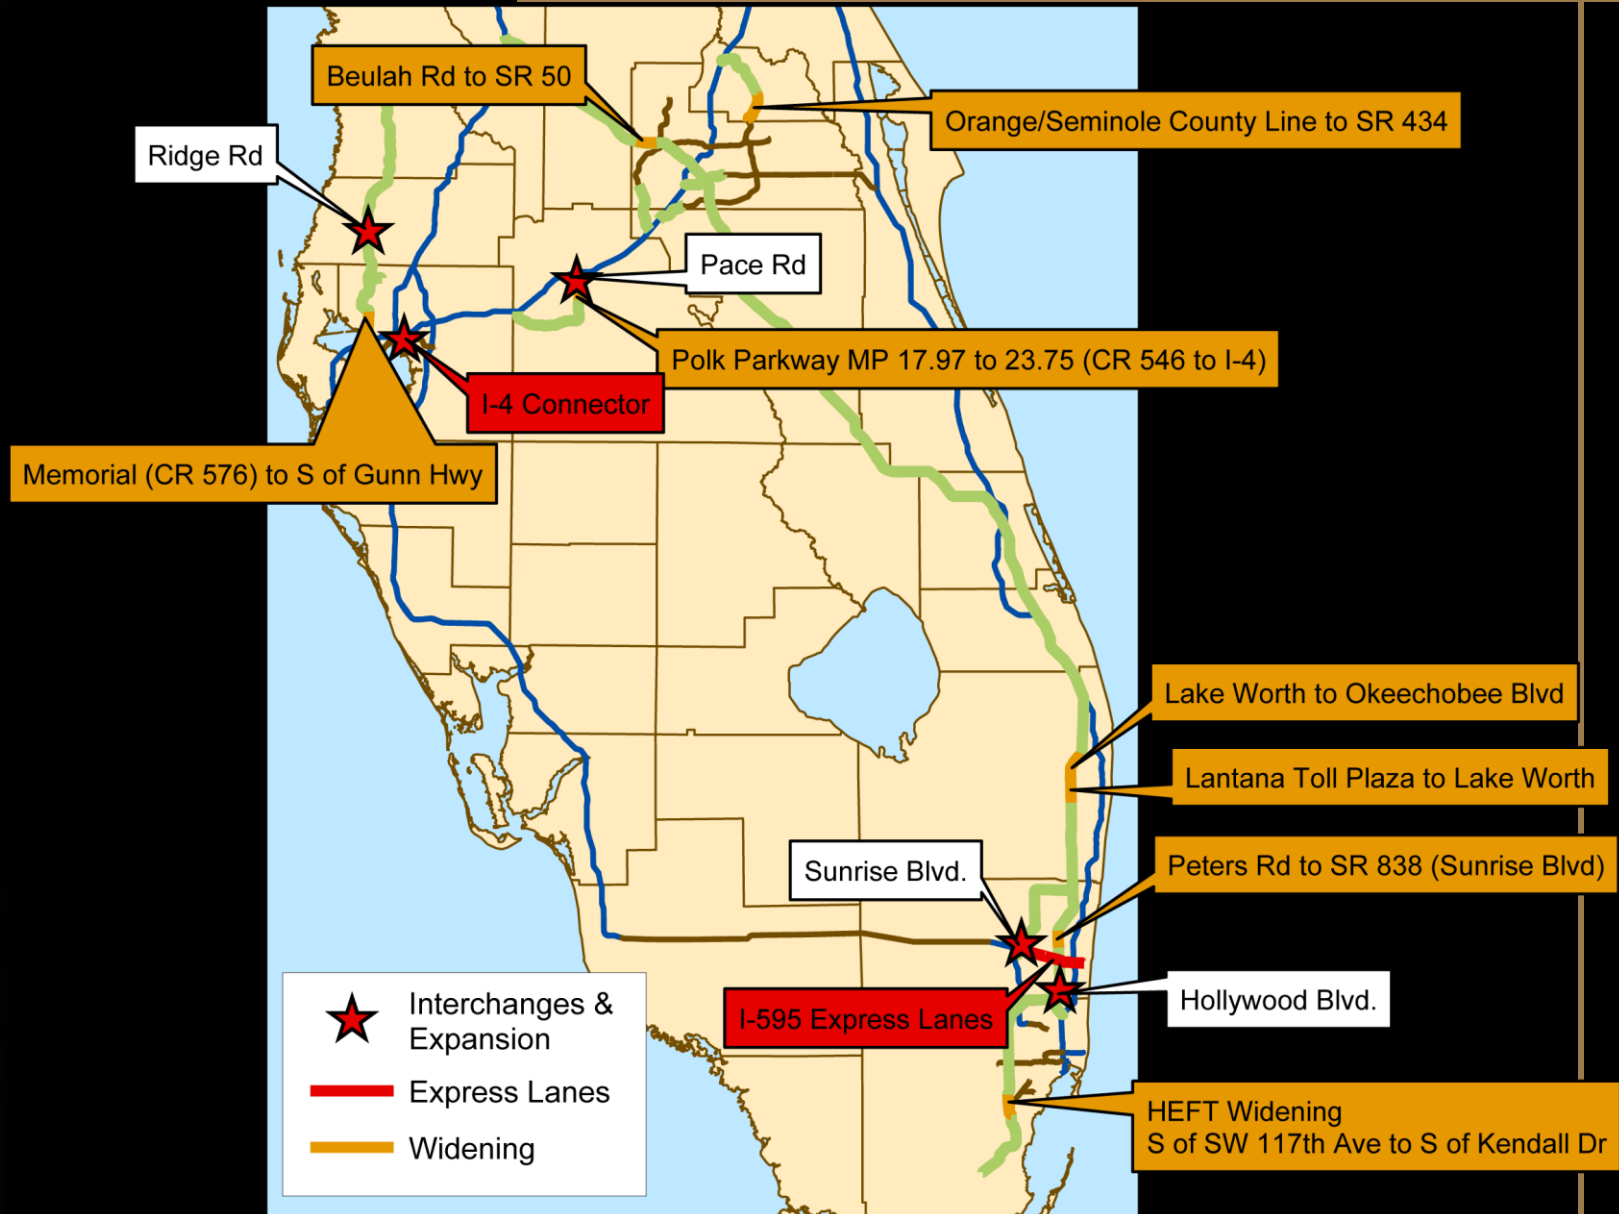 Beulah Rd to SR 50
Orange/Seminole County Line to SR 434
Ridge Rd
Pace Rd
Polk Parkway MP 17.97 to 23.75 (CR 546 to I-4)
I-4 Connector
Memorial (CR 576) to S of Gunn Hwy
Lake Worth to Okeechobee Blvd
Lantana Toll Plaza to Lake Worth
Sunrise Blvd.
Peters Rd to SR 838 (Sunrise Blvd)
Hollywood Blvd.
I-595 Express Lanes
HEFT Widening
S of SW 117th Ave to S of Kendall Dr
Interchanges &
Expansion
Express Lanes
Widening